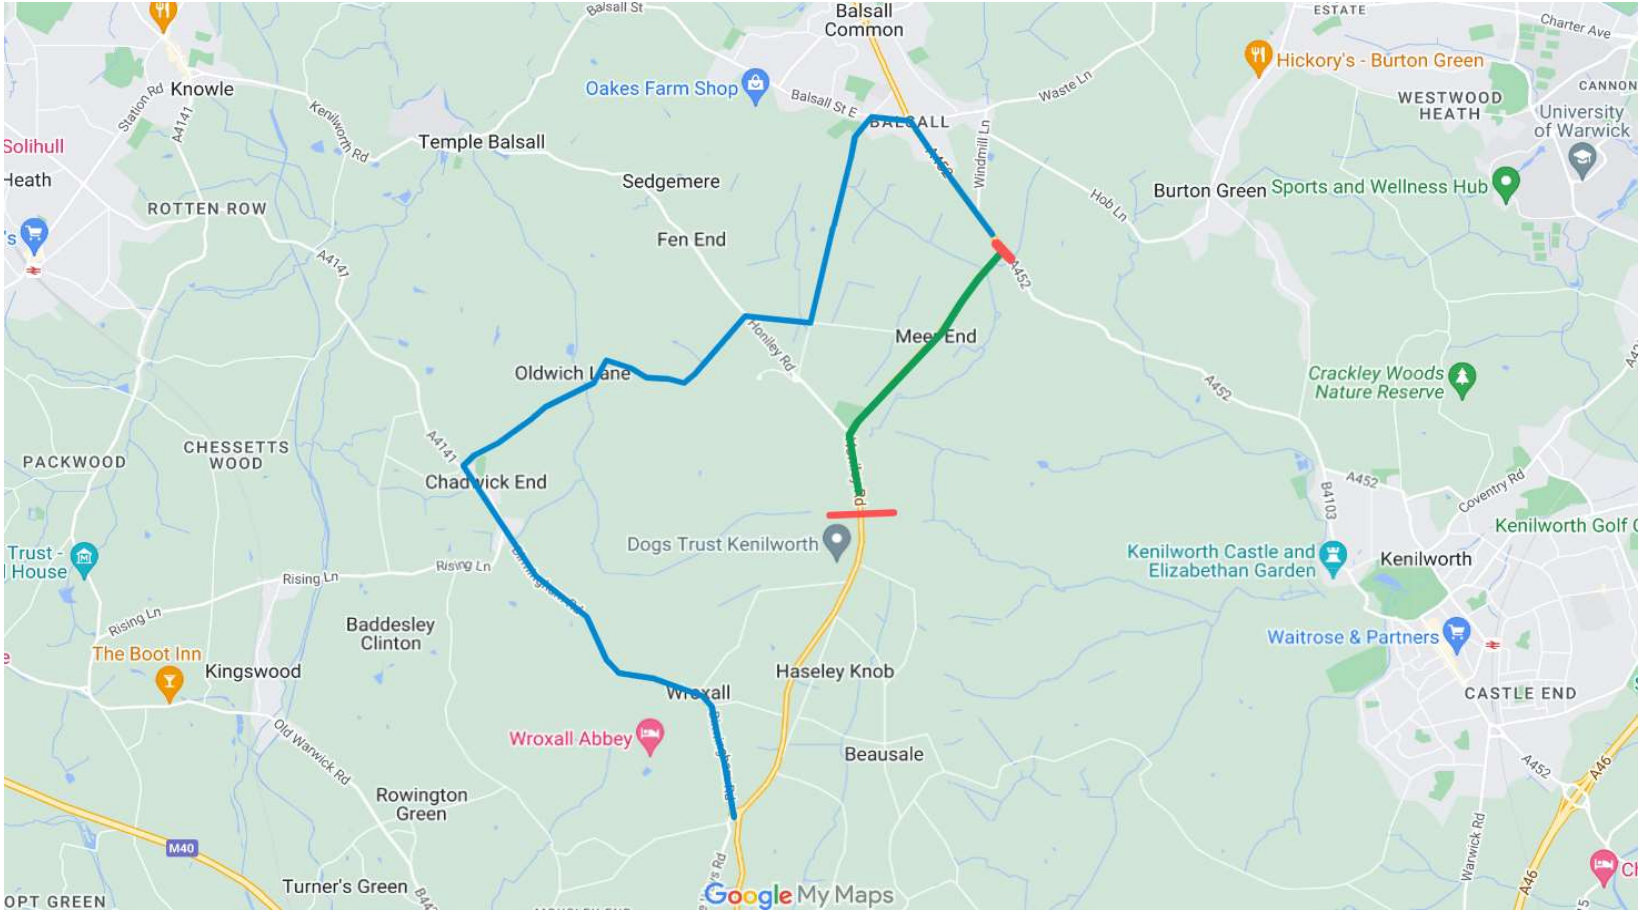 Balsall St
Balsall
Common
ESTATE
Charter Ave
Hickory's - Burton Green
Knowle
Station Rd
A4141
Kenilworth Rd
Oakes Farm Shop
Balsall St E
Waste Ln
CANNON
WESTWOOD
HEATH
University
of Warwick
BALSALL
Solihull
Heath
Temple Balsall
A452
Windmill Ln
Sedgemere
Burton Green
Sports and Wellness Hub
ROTTEN ROW
Hob Ln
's
Fen End
A4141
A452
Honiley Rd
Meer End
Oldwich Lane
Crackley Woods
Nature Reserve
A452
A4141
CHESSETTS
WOOD
PACKWOOD
Chadwick End
Honiley Rd
A452
B4103
Coventry Rd
Kenilworth Golf C
Trust -
l House
Dogs Trust Kenilworth
Kenilworth Castle and
Elizabethan Garden
Kenilworth
Rising Ln
Rising Ln
Birmingham Rd
Rising Ln
Baddesley
Clinton
Waitrose & Partners
The Boot Inn
Kingswood
Haseley Knob
Wroxall
CASTLE END
Old Warwick Rd
Wroxall Abbey
Birmingham Rd
Beausale
A452
A46
Rowington
Green
M40
Warwick Rd
Turner's Green
OPT GREEN
A46
Google My Maps